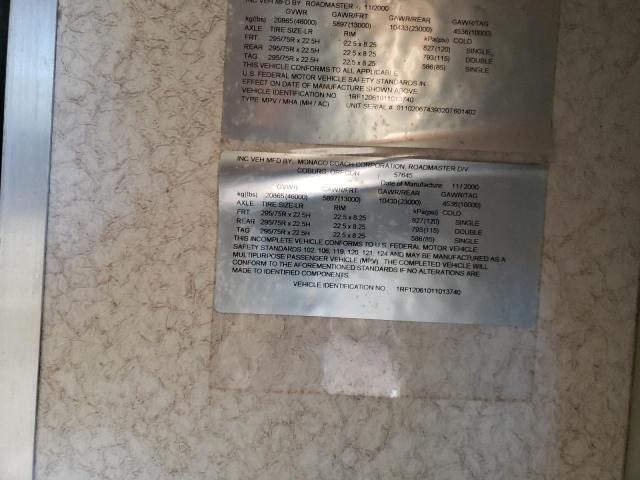 INC VEH MFD BY ROADMASTER 11/2000
GVWR GAWR/FRT GAWR/REAR GAWR/TAG
kg(lbs) 20865(46000) 5897(13000) 10433(23000) 4536(10000)
AXLE TIRE SIZE-LR RIM kPa(psi) COLD
FRT 295/75R x 22.5H 22.5 x 8.25 827(120) SINGLE
REAR 295/75R x 22.5H 22.5 x 8.25 793(115) DOUBLE
TAG 295/75R x 22.5H 22.5 x 8.25 586(85) SINGLE
THIS VEHICLE CONFORMS TO ALL APPLICABLE
U.S. FEDERAL MOTOR VEHICLE SAFETY STANDARDS IN
EFFECT ON DATE OF MANUFACTURE SHOWN ABOVE.
VEHICLE IDENTIFICATION NO. 1RF12061011013740
TYPE MPV / MHA (MH / AC) UNIT SERIAL # 011020674393207601402
INC VEH MFD BY: MONACO COACH CORPORATION, ROADMASTER DIV
COBURG, OREGON 57645
Date of Manufacture 11/2000
GVWR GAWR/FRT GAWR/REAR GAWR/TAG
kg(lbs) 20865(46000) 5897(13000) 10433(23000) 4536(10000)
AXLE TIRE SIZE-LR RIM kPa(psi) COLD
FRT 295/75R x 22.5H 22.5 x 8.25 827(120) SINGLE
REAR 295/75R x 22.5H 22.5 x 8.25 793(115) DOUBLE
TAG 295/75R x 22.5H 22.5 x 8.25 586(85) SINGLE
THIS INCOMPLETE VEHICLE CONFORMS TO U.S. FEDERAL MOTOR VEHICLE
SAFETY STANDARDS 102, 106, 119, 120, 121, 124 AND MAY BE MANUFACTURED AS A
MULTIPURPOSE PASSENGER VEHICLE (MPV). THE COMPLETED VEHICLE WILL
CONFORM TO THE AFOREMENTIONED STANDARDS IF NO ALTERATIONS ARE
MADE TO IDENTIFIED COMPONENTS.
VEHICLE IDENTIFICATION NO 1RF12061011013740